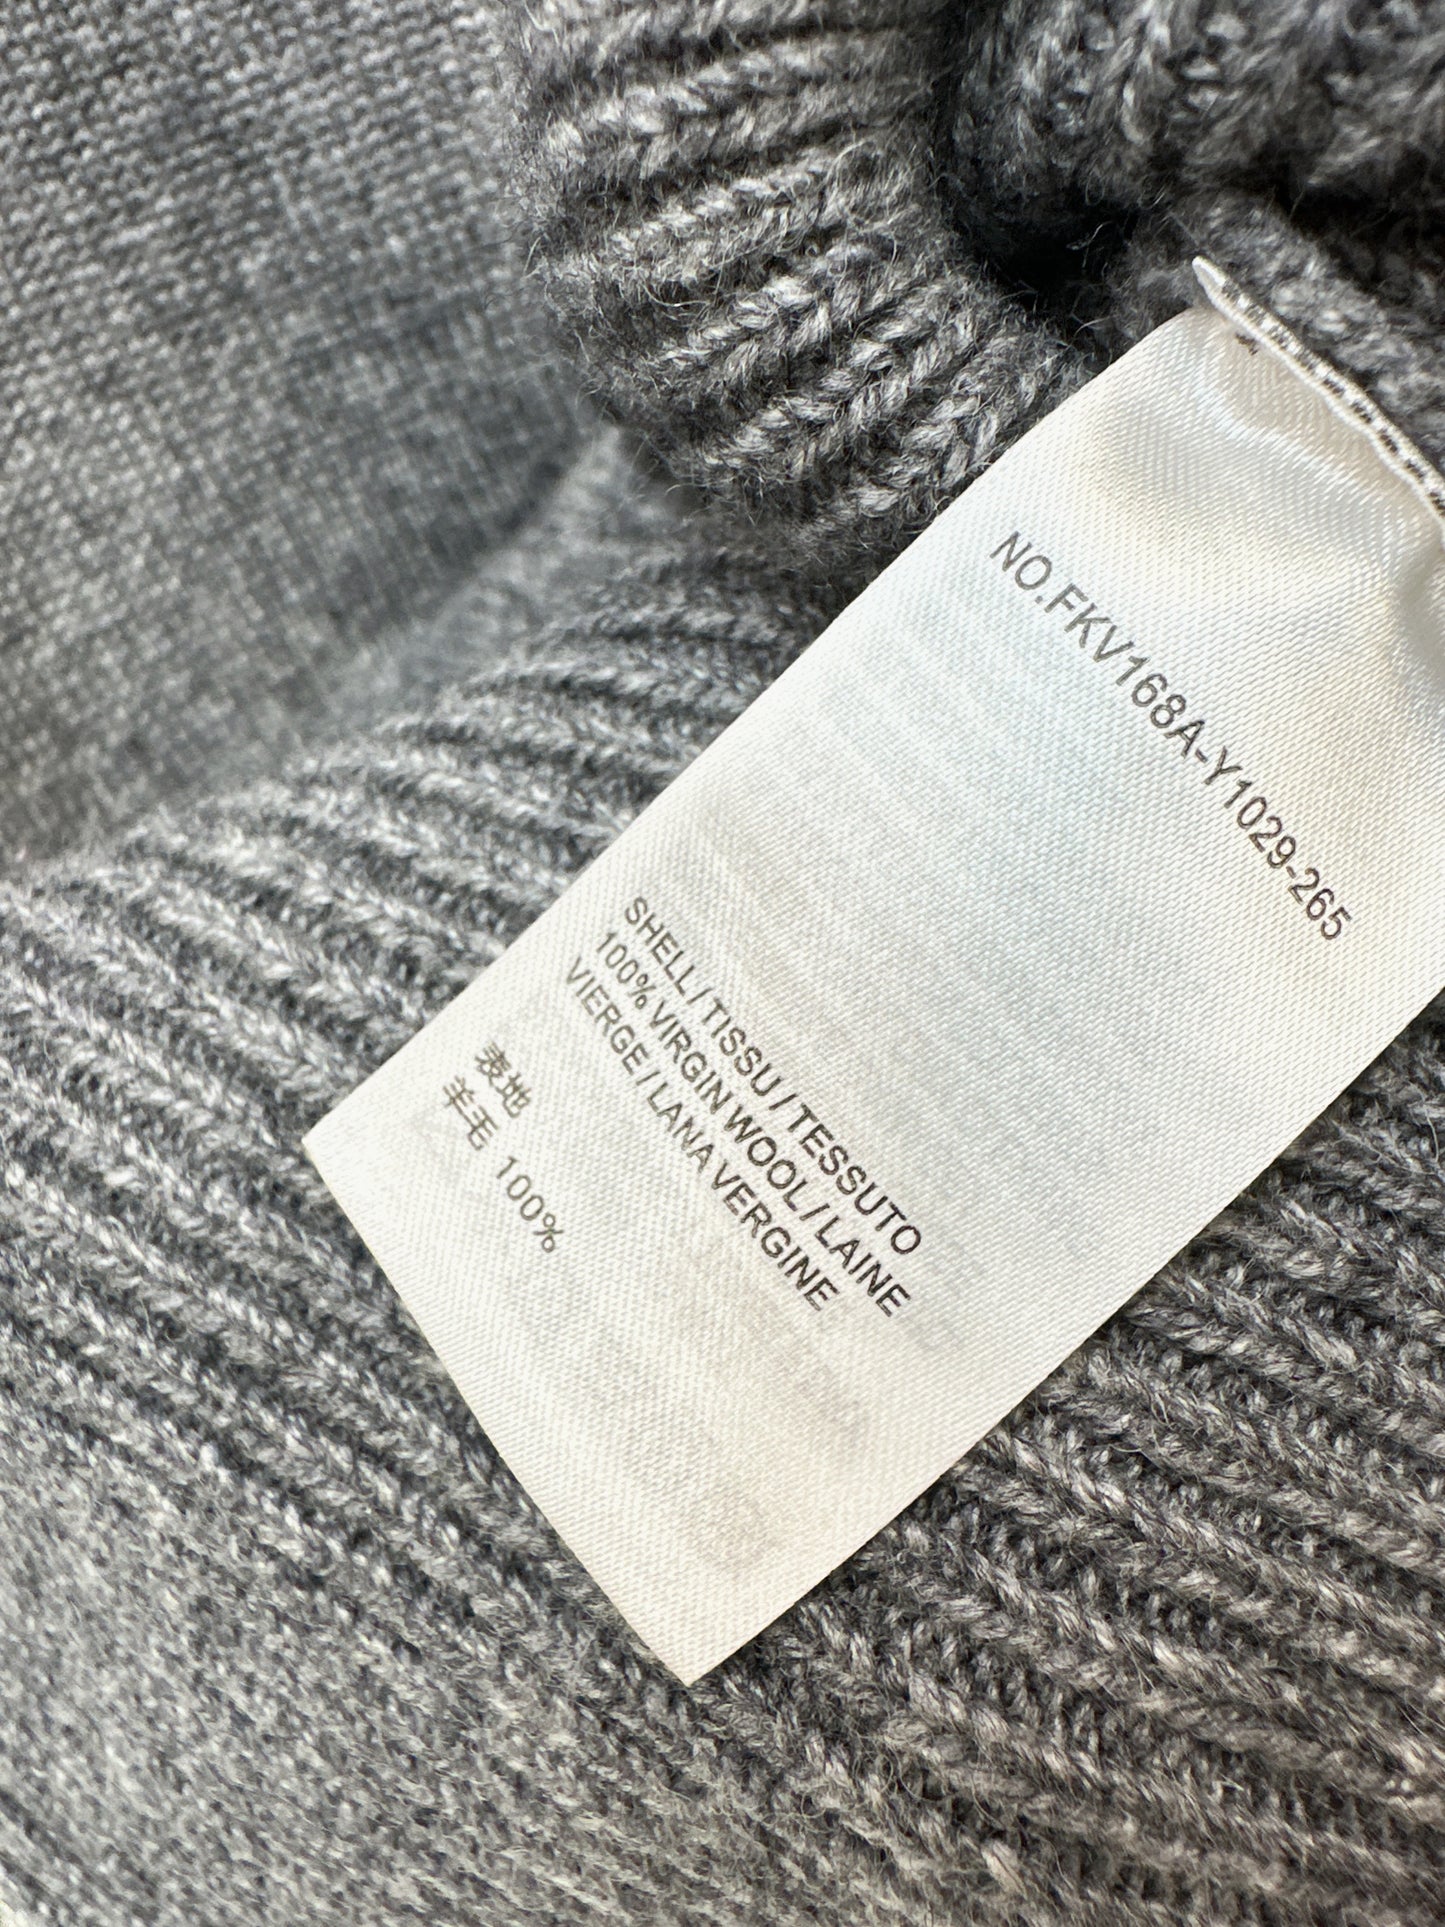 NO.FKV168A-Y1029-265
SHELL / TISSU / TESSUTO
100% VIRGIN WOOL / LAINE
VIERGE / LANA VERGINE
表地
羊毛 100%